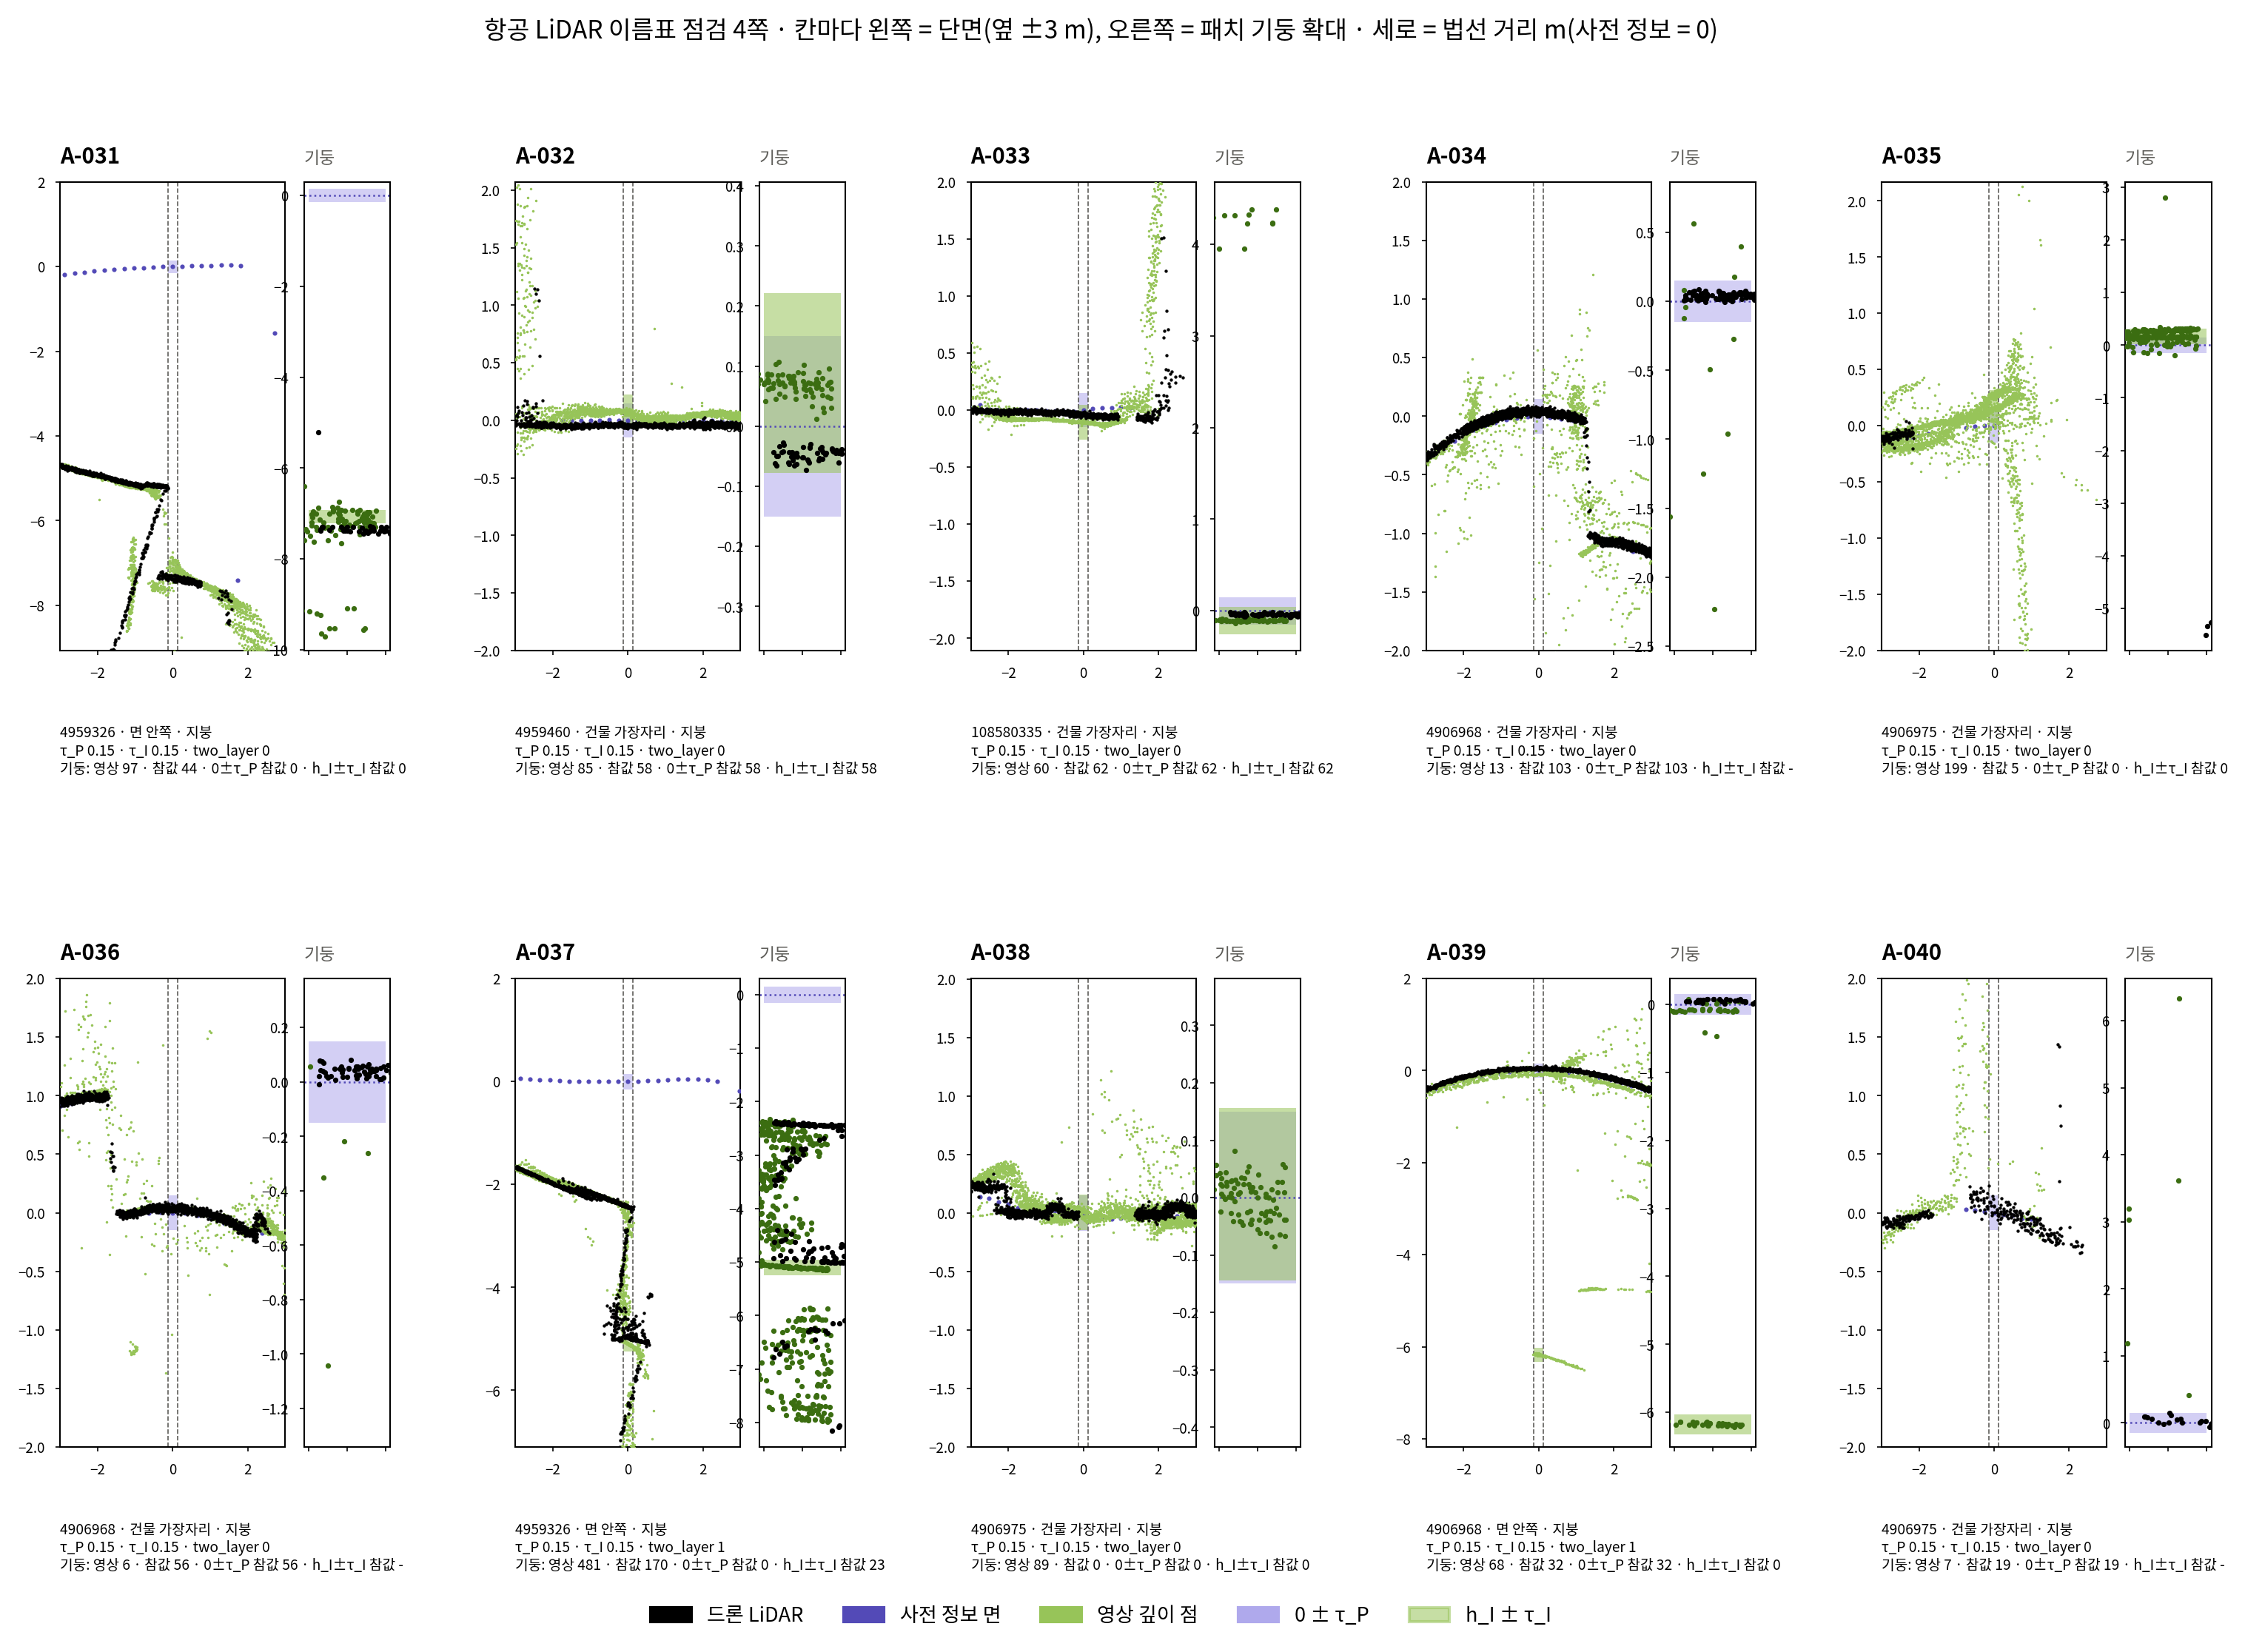 항공 LiDAR 이름표 점검 4쪽 · 칸마다 왼쪽 = 단면(옆 ±3 m), 오른쪽 = 패치 기둥 확대 · 세로 = 법선 거리 m(사전 정보 = 0)
A-031 기둥
A-032 기둥
A-033 기둥
A-034 기둥
A-035 기둥
4959326 · 면 안쪽 · 지붕
τ_P 0.15 · τ_I 0.15 · two_layer 0
기둥: 영상 97 · 참값 44 · 0±τ_P 참값 0 · h_I±τ_I 참값 0
4959460 · 건물 가장자리 · 지붕
τ_P 0.15 · τ_I 0.15 · two_layer 0
기둥: 영상 85 · 참값 58 · 0±τ_P 참값 58 · h_I±τ_I 참값 58
108580335 · 건물 가장자리 · 지붕
τ_P 0.15 · τ_I 0.15 · two_layer 0
기둥: 영상 60 · 참값 62 · 0±τ_P 참값 62 · h_I±τ_I 참값 62
4906968 · 건물 가장자리 · 지붕
τ_P 0.15 · τ_I 0.15 · two_layer 0
기둥: 영상 13 · 참값 103 · 0±τ_P 참값 103 · h_I±τ_I 참값 -
4906975 · 건물 가장자리 · 지붕
τ_P 0.15 · τ_I 0.15 · two_layer 0
기둥: 영상 199 · 참값 5 · 0±τ_P 참값 0 · h_I±τ_I 참값 0
A-036 기둥
A-037 기둥
A-038 기둥
A-039 기둥
A-040 기둥
4906968 · 건물 가장자리 · 지붕
τ_P 0.15 · τ_I 0.15 · two_layer 0
기둥: 영상 6 · 참값 56 · 0±τ_P 참값 56 · h_I±τ_I 참값 -
4959326 · 면 안쪽 · 지붕
τ_P 0.15 · τ_I 0.15 · two_layer 1
기둥: 영상 481 · 참값 170 · 0±τ_P 참값 0 · h_I±τ_I 참값 23
4906975 · 건물 가장자리 · 지붕
τ_P 0.15 · τ_I 0.15 · two_layer 0
기둥: 영상 89 · 참값 0 · 0±τ_P 참값 0 · h_I±τ_I 참값 0
4906968 · 면 안쪽 · 지붕
τ_P 0.15 · τ_I 0.15 · two_layer 1
기둥: 영상 68 · 참값 32 · 0±τ_P 참값 32 · h_I±τ_I 참값 0
4906975 · 건물 가장자리 · 지붕
τ_P 0.15 · τ_I 0.15 · two_layer 0
기둥: 영상 7 · 참값 19 · 0±τ_P 참값 19 · h_I±τ_I 참값 -
드론 LiDAR 사전 정보 면 영상 깊이 점 0 ± τ_P h_I ± τ_I